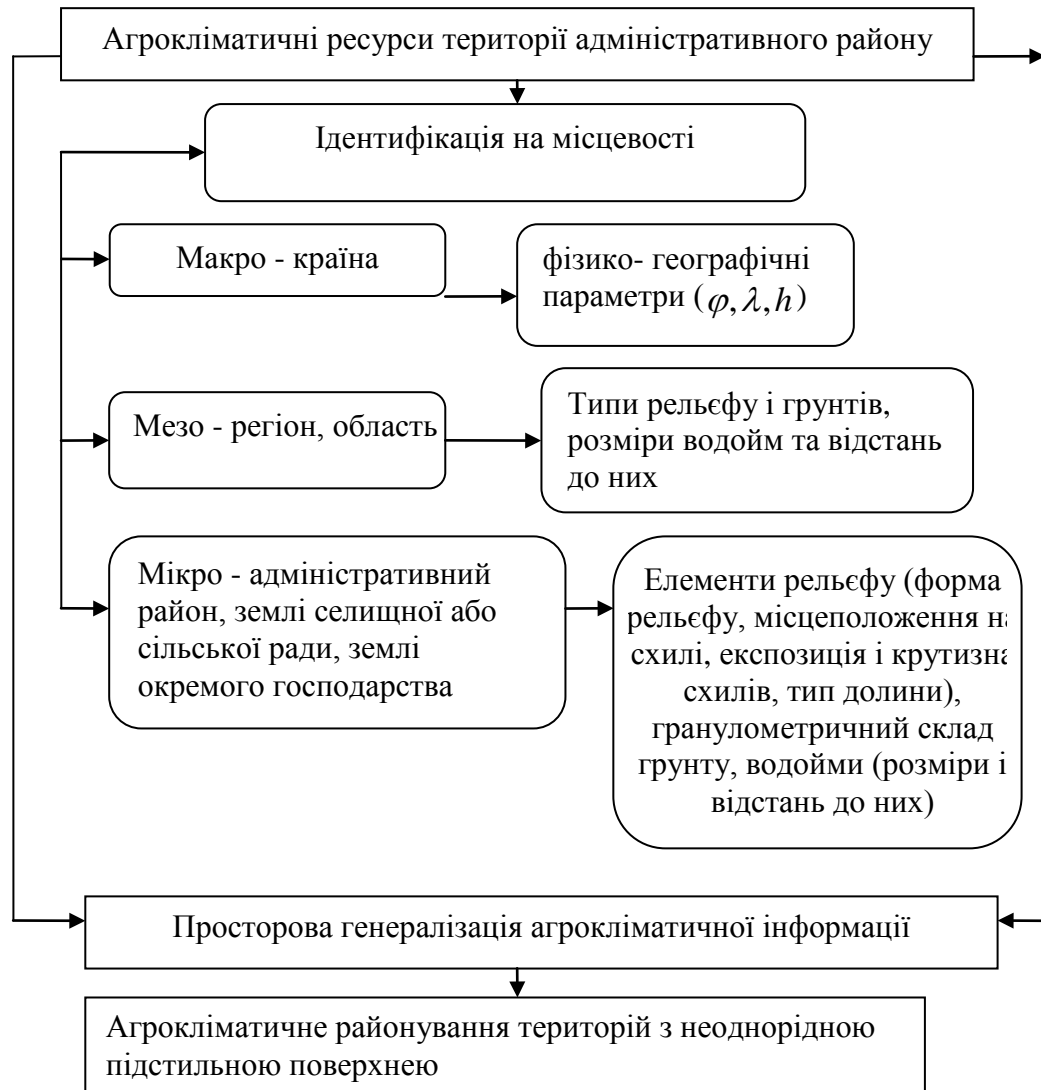 Агрокліматичні ресурси території адміністративного району
Ідентифікація на місцевості
Макро - країна
фізико- географічні
параметри (φ, λ, h)
Мезо - регіон, область
Типи рельєфу і грунтів,
розміри водойм та відстань
до них
Мікро - адміністративний
район, землі селищної або
сільської ради, землі
окремого господарства
Елементи рельєфу (форма
рельєфу, місцеположення на
схилі, експозиція і крутизна
схилів, тип долини),
гранулометричний склад
грунту, водойми (розміри і
відстань до них)
Просторова генералізація агрокліматичної інформації
Агрокліматичне районування територій з неоднорідною
підстильною поверхнею